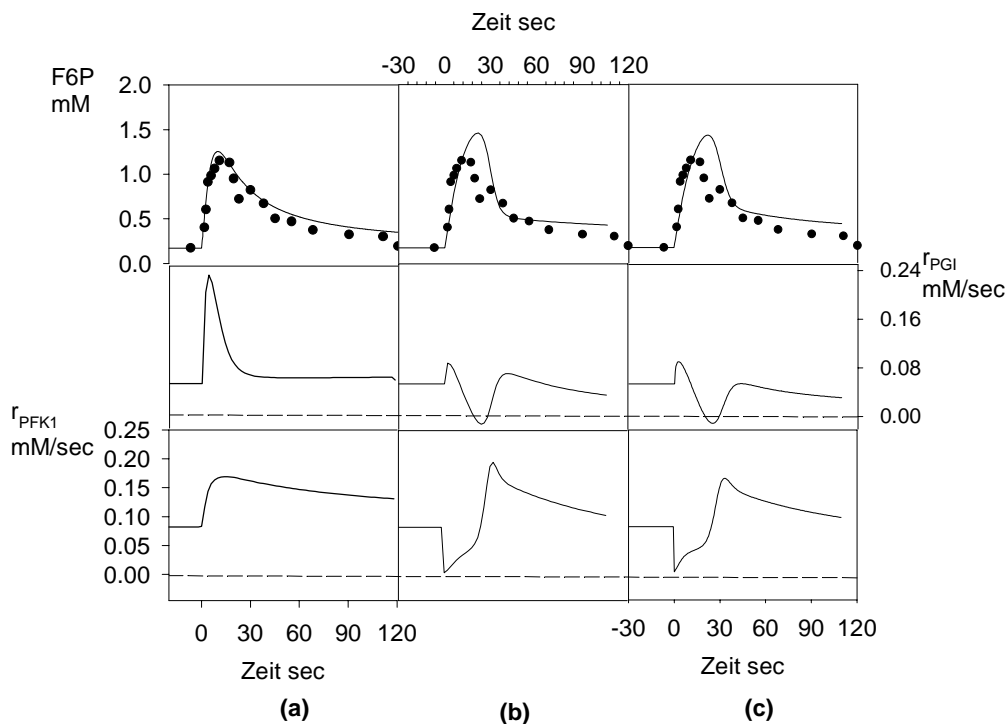 Zeit sec
-30 0 30 60 90 120
F6P
mM
2.0
1.5
1.0
0.5
0.0
r_PGI
mM/sec
0.24
0.16
0.08
0.00
r_PFK1
mM/sec
0.25
0.20
0.15
0.10
0.05
0.00
0 30 60 90 120
-30 0 30 60 90 120
Zeit sec
Zeit sec
(a) (b) (c)